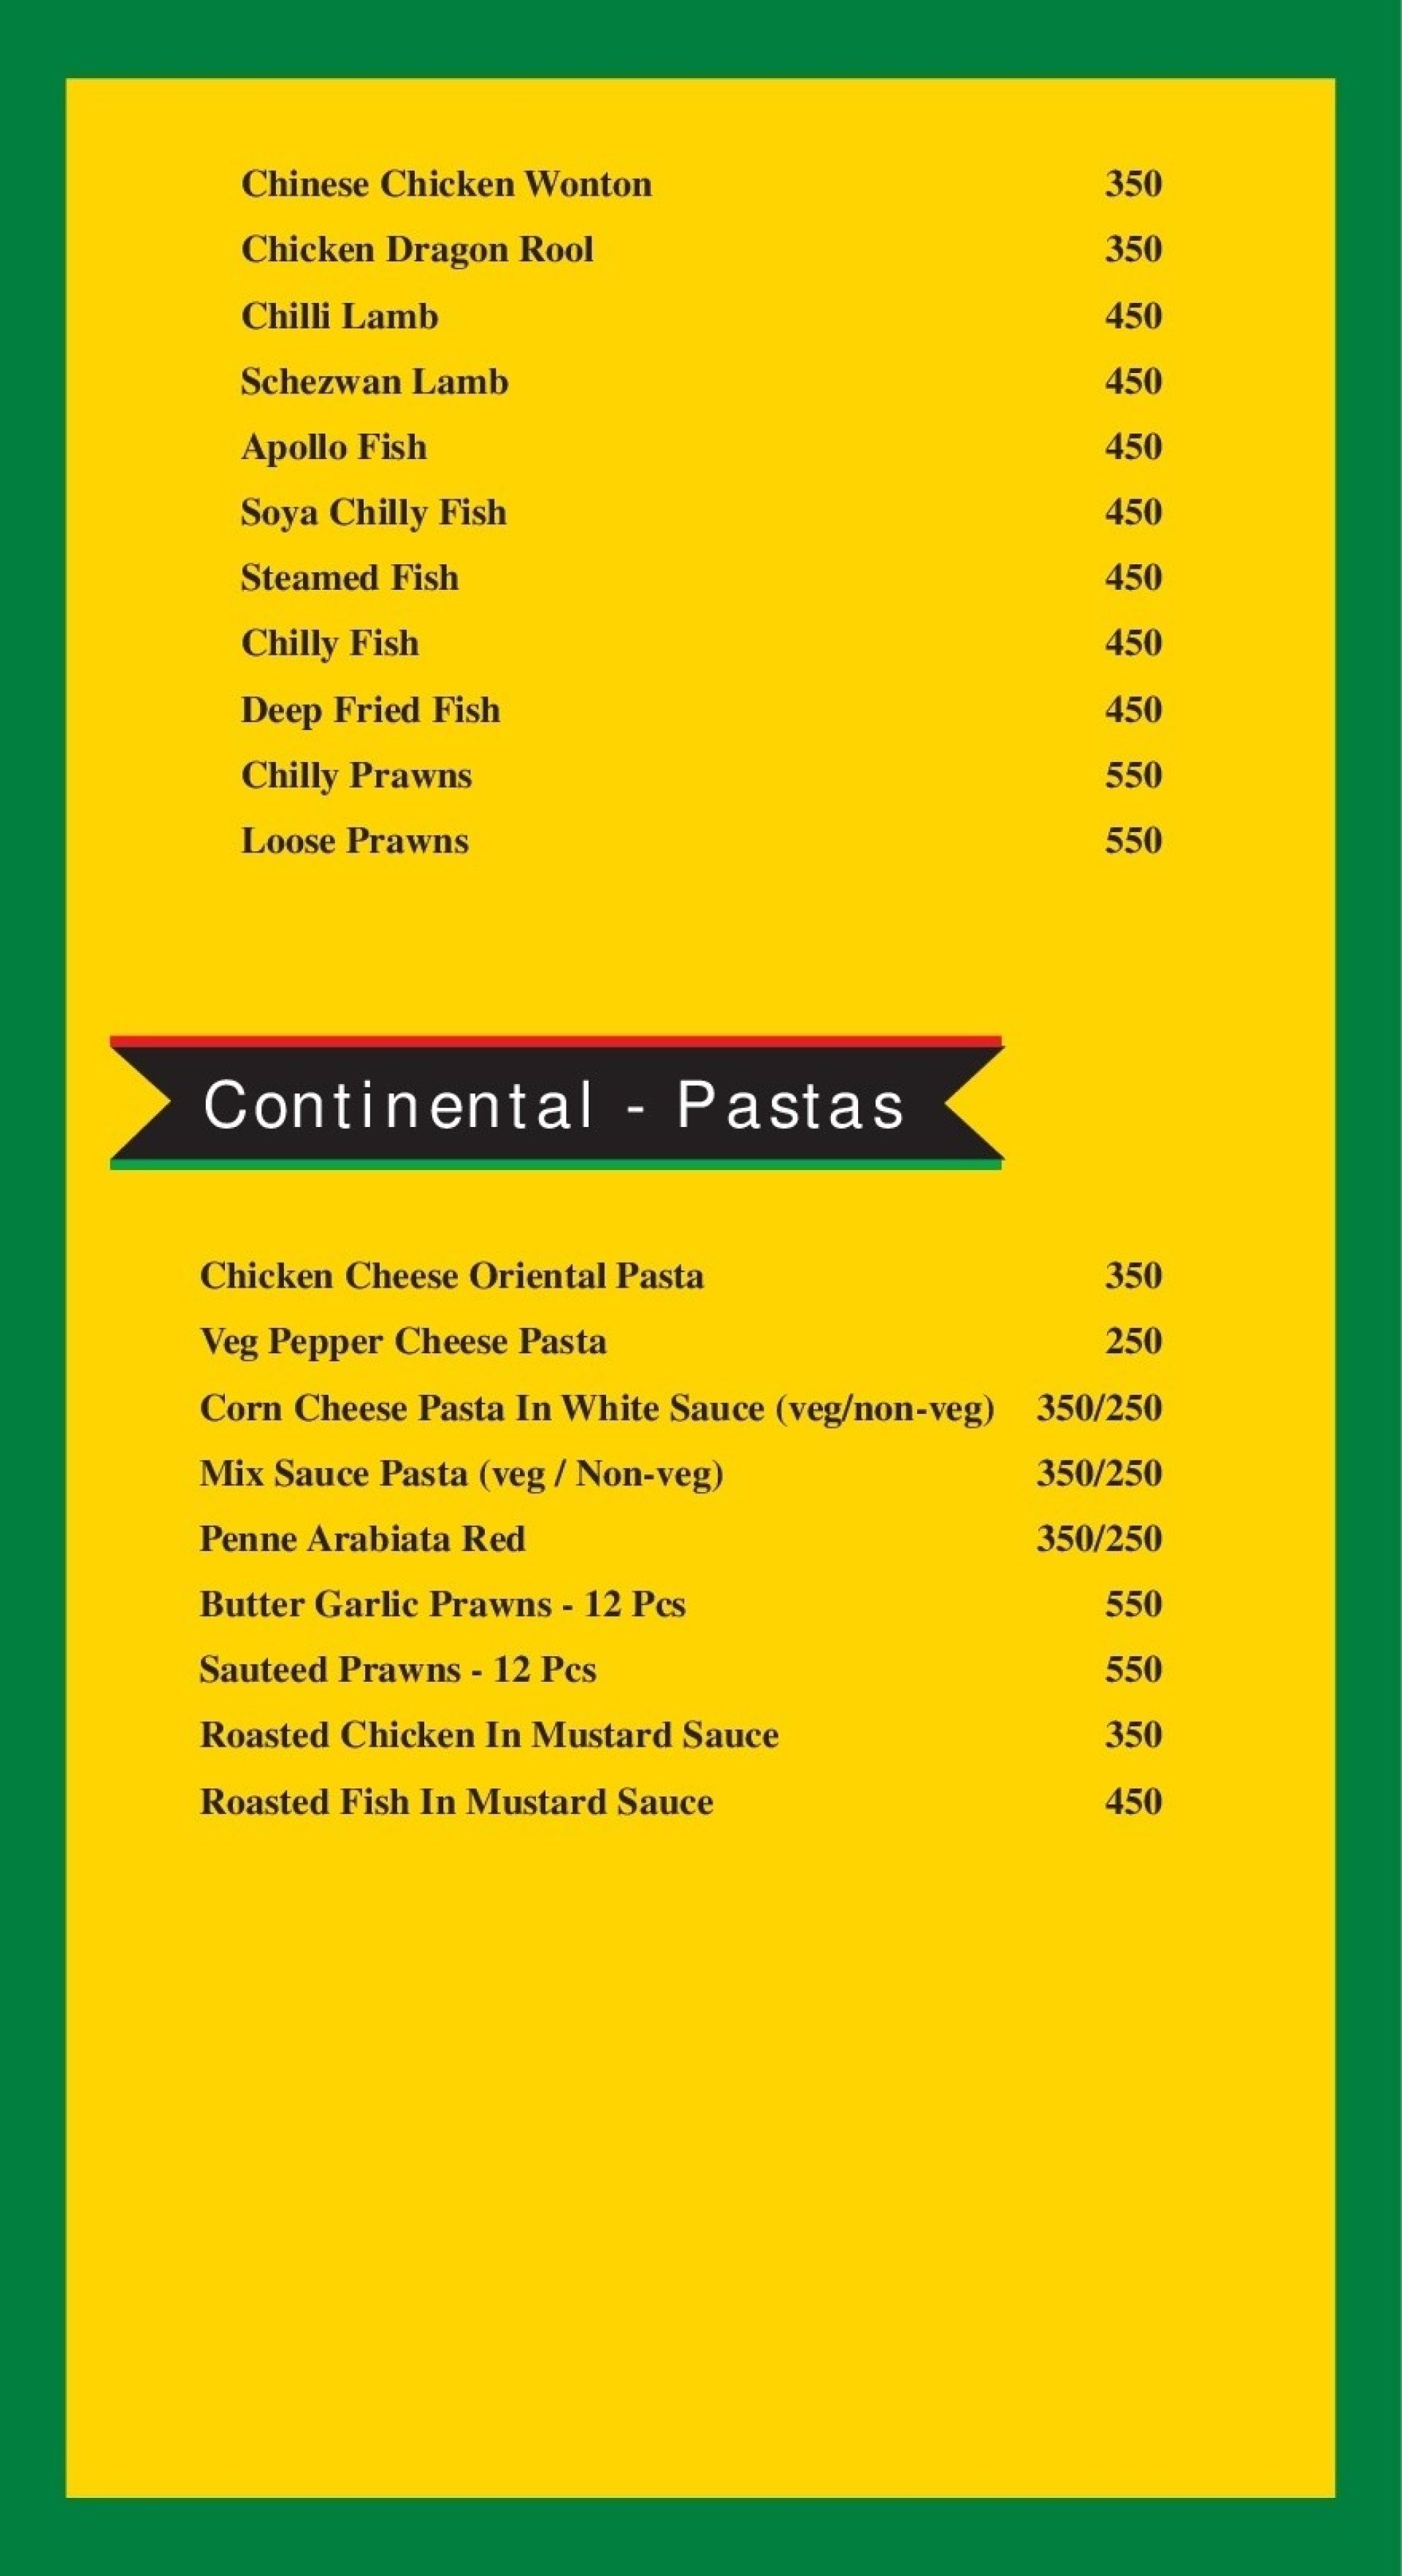 Chinese Chicken Wonton 350
Chicken Dragon Rool 350
Chilli Lamb 450
Schezwan Lamb 450
Apollo Fish 450
Soya Chilly Fish 450
Steamed Fish 450
Chilly Fish 450
Deep Fried Fish 450
Chilly Prawns 550
Loose Prawns 550
Continental - Pastas
Chicken Cheese Oriental Pasta 350
Veg Pepper Cheese Pasta 250
Corn Cheese Pasta In White Sauce (veg/non-veg) 350/250
Mix Sauce Pasta (veg / Non-veg) 350/250
Penne Arabiata Red 350/250
Butter Garlic Prawns - 12 Pcs 550
Sauteed Prawns - 12 Pcs 550
Roasted Chicken In Mustard Sauce 350
Roasted Fish In Mustard Sauce 450